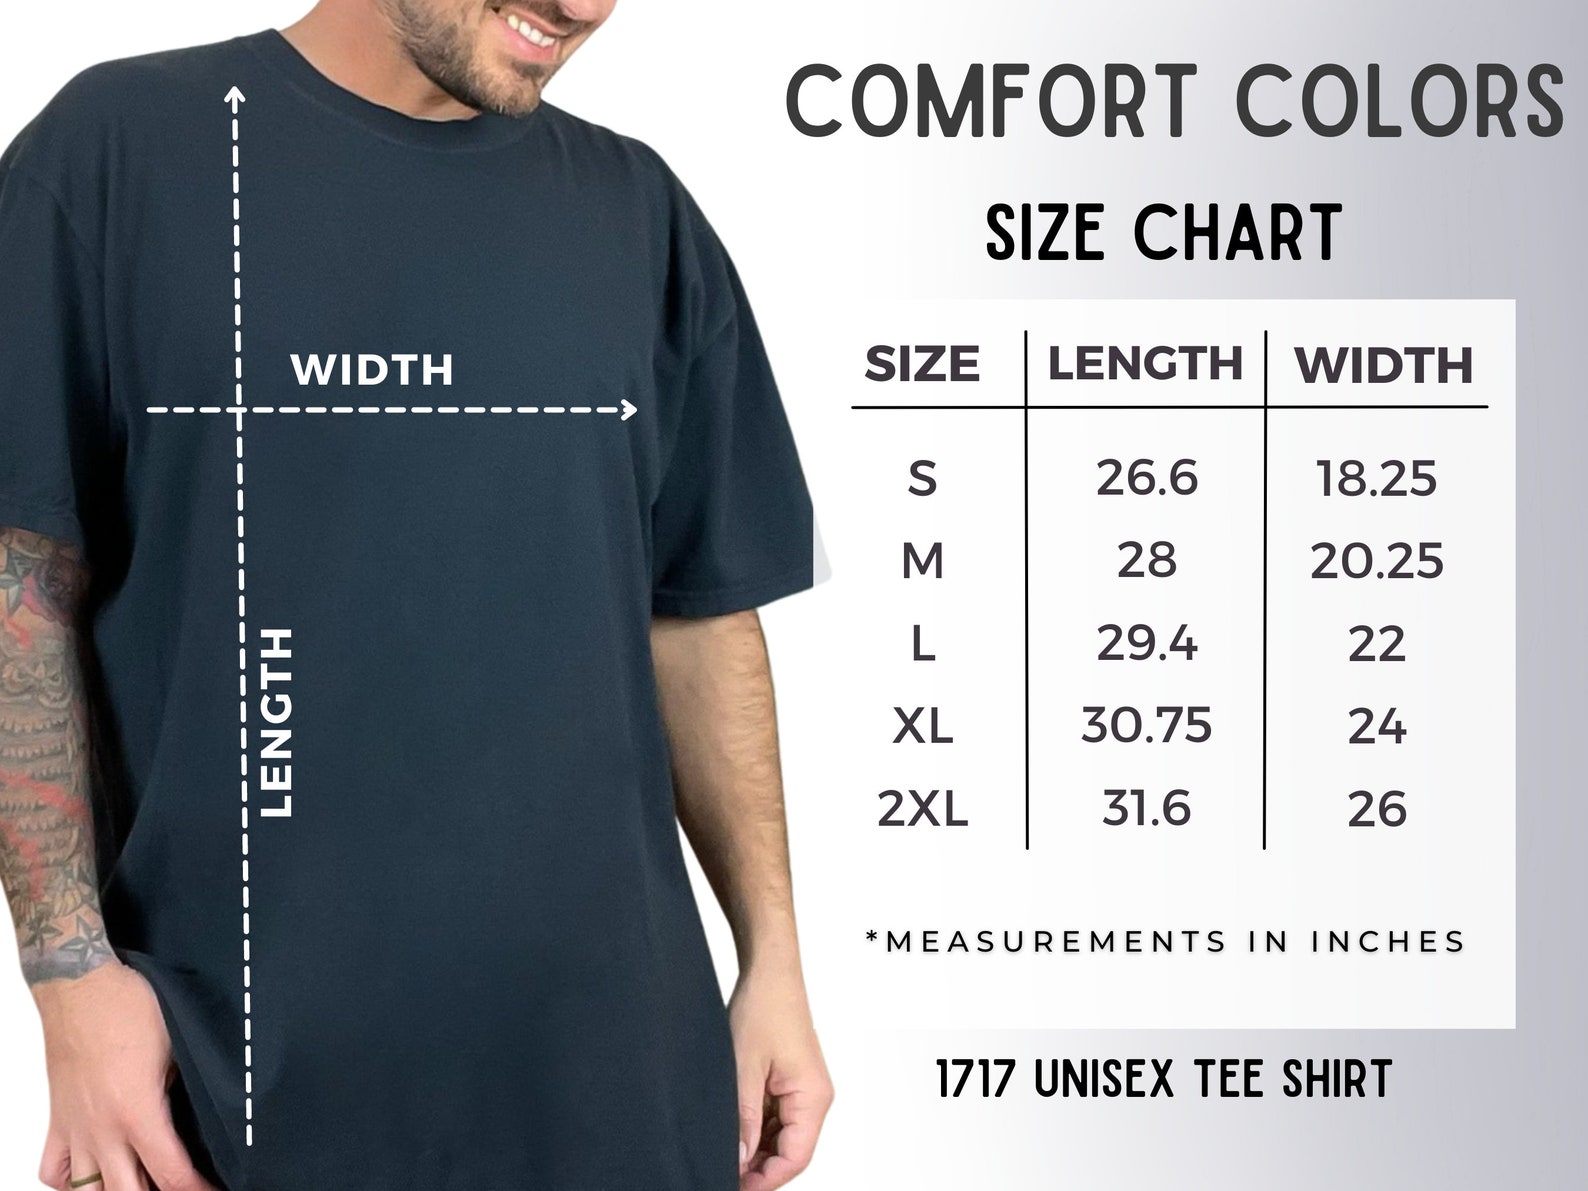 COMFORT COLORS
SIZE CHART
WIDTH
LENGTH
SIZE LENGTH WIDTH
S 26.6 18.25
M 28 20.25
L 29.4 22
XL 30.75 24
2XL 31.6 26
*MEASUREMENTS IN INCHES
1717 UNISEX TEE SHIRT